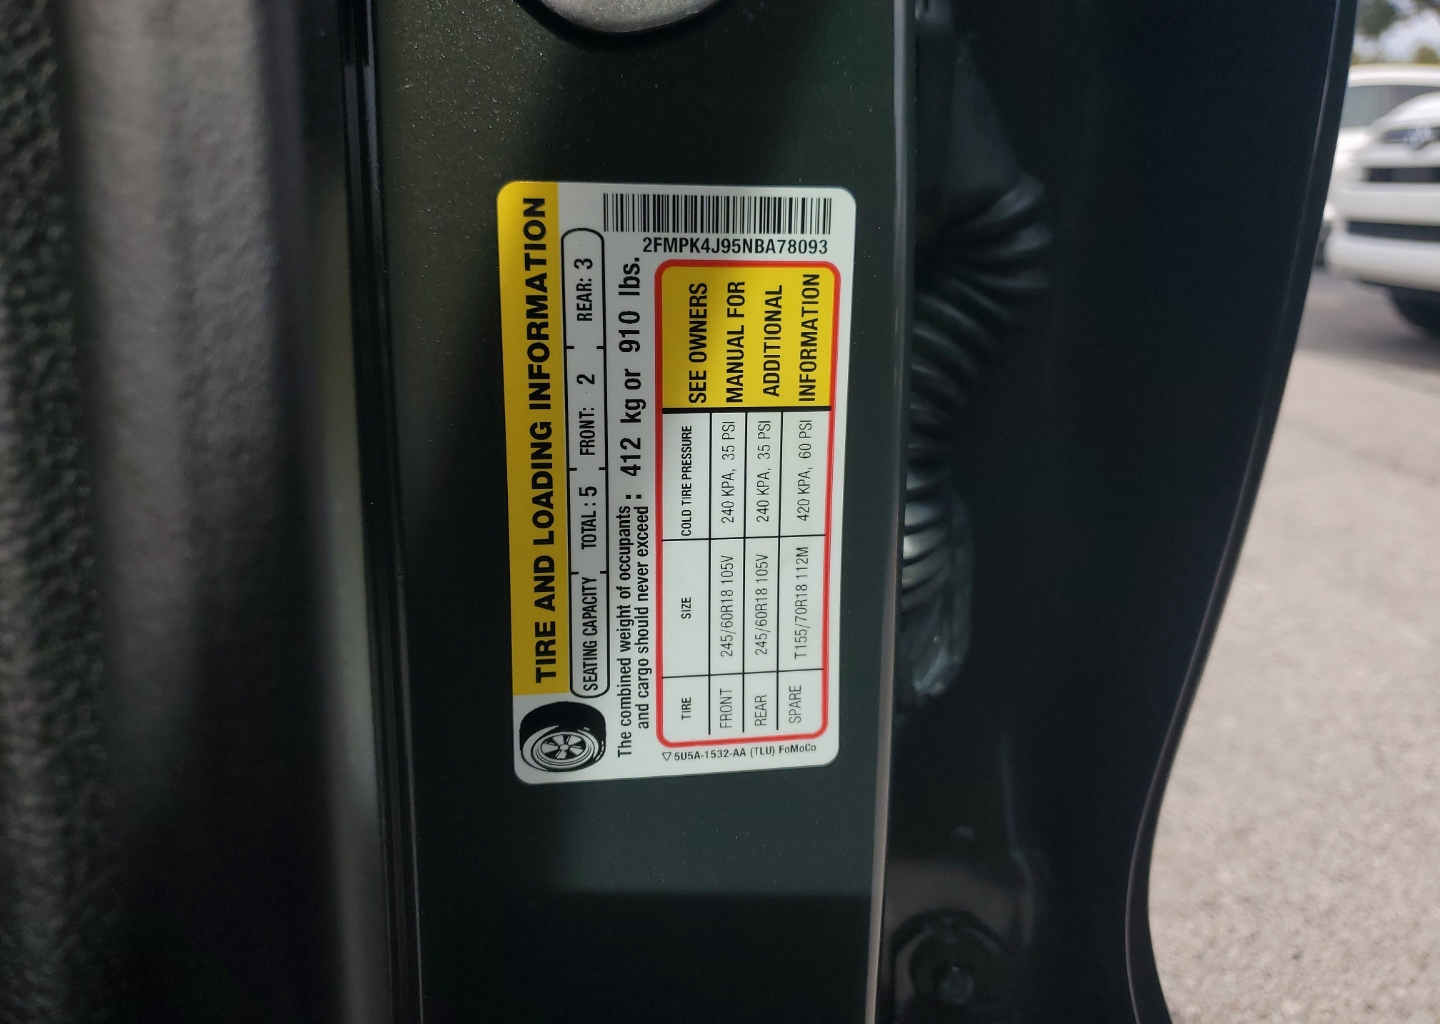 TIRE AND LOADING INFORMATION
SEATING CAPACITY TOTAL : 5 FRONT: 2 REAR: 3
The combined weight of occupants
and cargo should never exceed : 412 kg or 910 lbs.
2FMPK4J95NBA78093
TIRE SIZE COLD TIRE PRESSURE
FRONT 245/60R18 105V 240 KPA, 35 PSI
REAR 245/60R18 105V 240 KPA, 35 PSI
SPARE T155/70R18 112M 420 KPA, 60 PSI
SEE OWNERS
MANUAL FOR
ADDITIONAL
INFORMATION
5U5A-1532-AA (TLU) FoMoCo